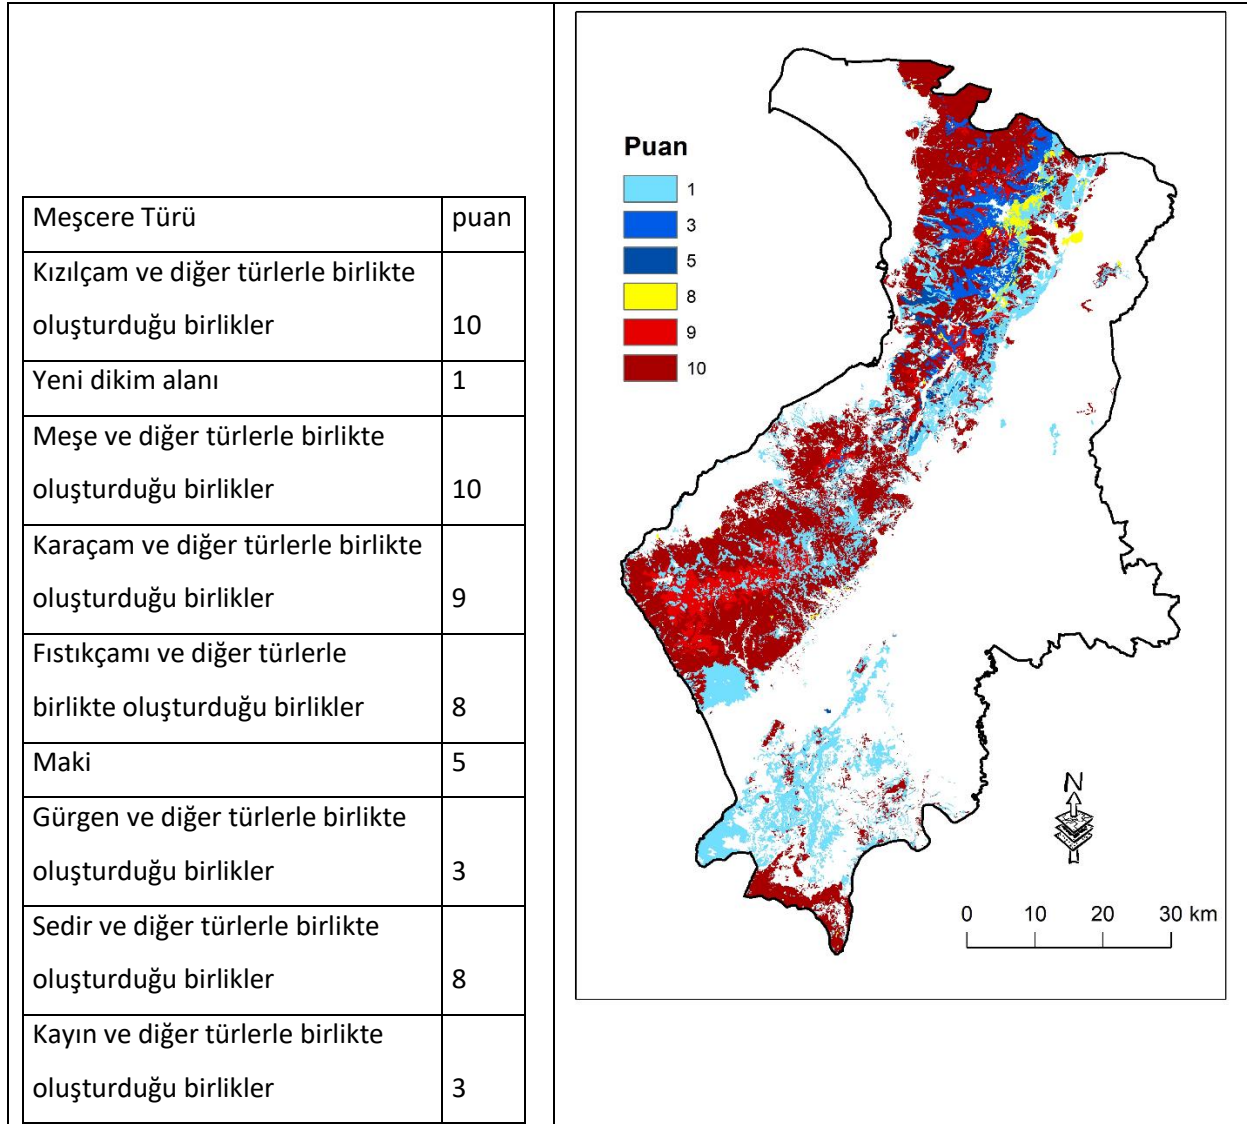 Meşcere Türü puan
Kızılçam ve diğer türlerle birlikte
oluşturduğu birlikler 10
Yeni dikim alanı 1
Meşe ve diğer türlerle birlikte
oluşturduğu birlikler 10
Karaçam ve diğer türlerle birlikte
oluşturduğu birlikler 9
Fıstıkçamı ve diğer türlerle
birlikte oluşturduğu birlikler 8
Maki 5
Gürgen ve diğer türlerle birlikte
oluşturduğu birlikler 3
Sedir ve diğer türlerle birlikte
oluşturduğu birlikler 8
Kayın ve diğer türlerle birlikte
oluşturduğu birlikler 3
Puan
1
3
5
8
9
10
N
0 10 20 30 km